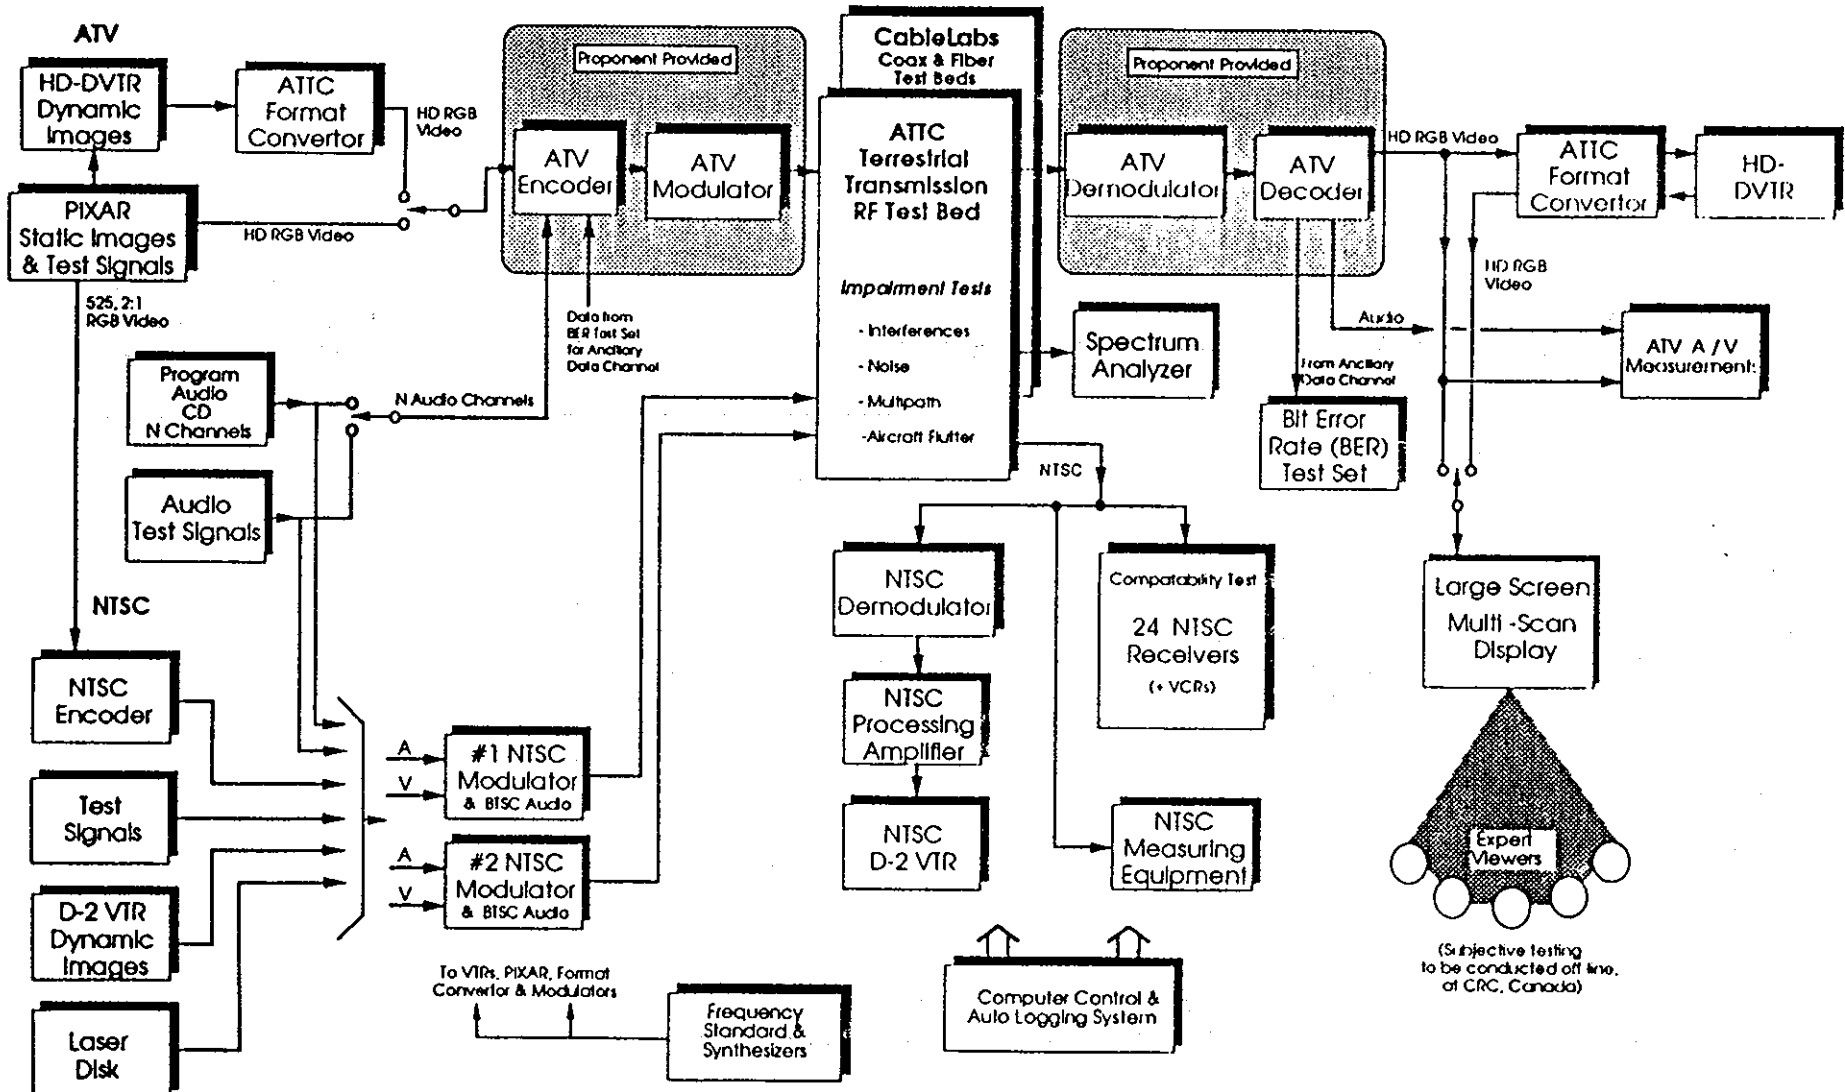 ATV
HD-DVTR
Dynamic
Images
ATTC
Format
Convertor
HD RGB
Video
PIXAR
Static Images
& Test Signals
HD RGB Video
525, 2:1
RGB Video
Proponent Provided
ATV
Encoder
ATV
Modulator
Data from
BER Test Set
for Ancillary
Data Channel
N Audio Channels
Program
Audio
CD
N Channels
Audio
Test Signals
CableLabs
Coax & Fiber
Test Beds
ATTC
Terrestrial
Transmission
RF Test Bed
Impairment Tests
- Interferences
- Noise
- Multipath
-Aircraft Flutter
Proponent Provided
ATV
Demodulator
ATV
Decoder
HD RGB Video
ATTC
Format
Convertor
HD-
DVTR
HD RGB
Video
Audio
ATV A / V
Measurements
From Ancillary
Data Channel
Bit Error
Rate (BER)
Test Set
Spectrum
Analyzer
NTSC
NTSC
Demodulator
NTSC
Processing
Amplifier
NTSC
D-2 VTR
Compatability Test
24 NTSC
Receivers
(+ VCRs)
NTSC
Measuring
Equipment
Large Screen
Multi -Scan
Display
Expert
Viewers
(Subjective testing
to be conducted off line,
at CRC, Canada)
NTSC
NTSC
Encoder
Test
Signals
D-2 VTR
Dynamic
Images
Laser
Disk
A
V
#1 NTSC
Modulator
& BTSC Audio
A
V
#2 NTSC
Modulator
& BTSC Audio
To VTRs, PIXAR, Format
Convertor & Modulators
Frequency
Standard &
Synthesizers
Computer Control &
Auto Logging System